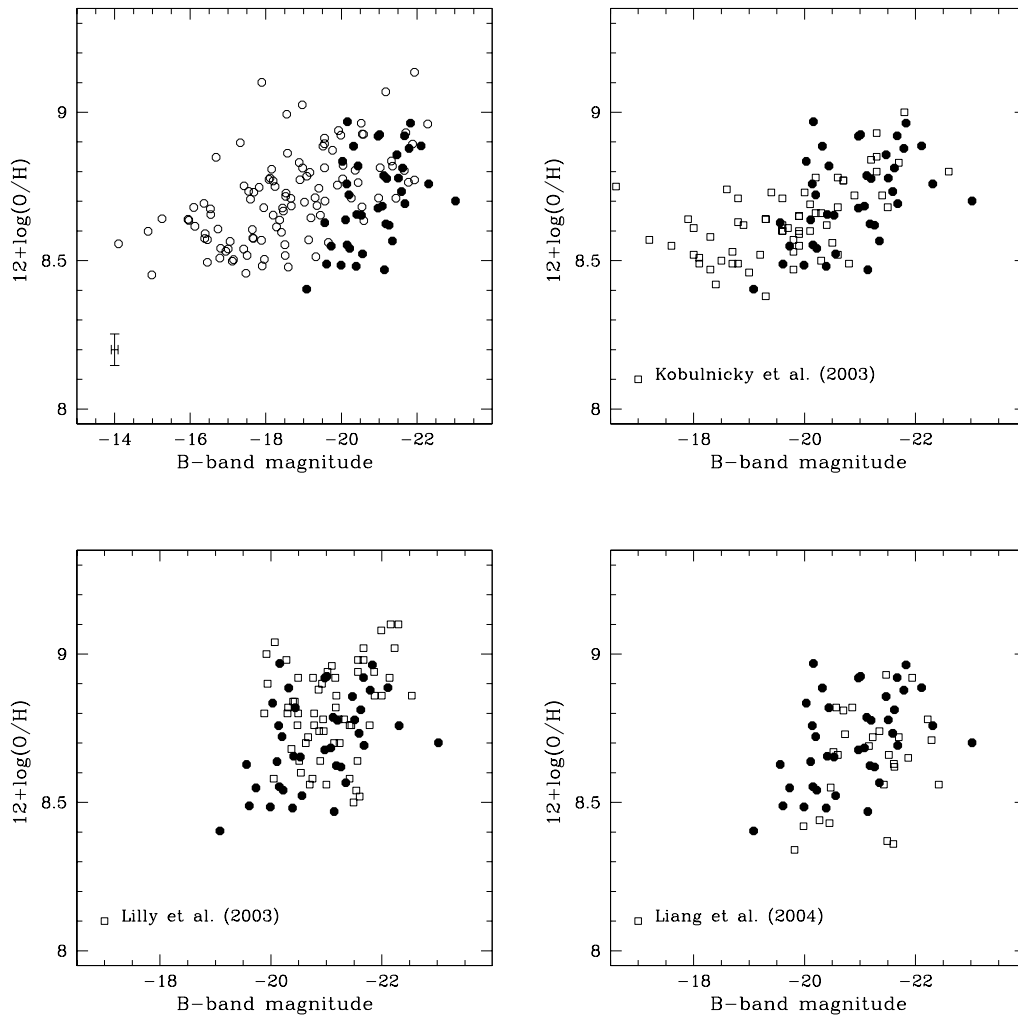 9
8.5
8
12+log(O/H)
−14 −16 −18 −20 −22
B−band magnitude
9
8.5
8
12+log(O/H)
Kobulnicky et al. (2003)
−18 −20 −22
B−band magnitude
9
8.5
8
12+log(O/H)
Lilly et al. (2003)
−18 −20 −22
B−band magnitude
9
8.5
8
12+log(O/H)
Liang et al. (2004)
−18 −20 −22
B−band magnitude